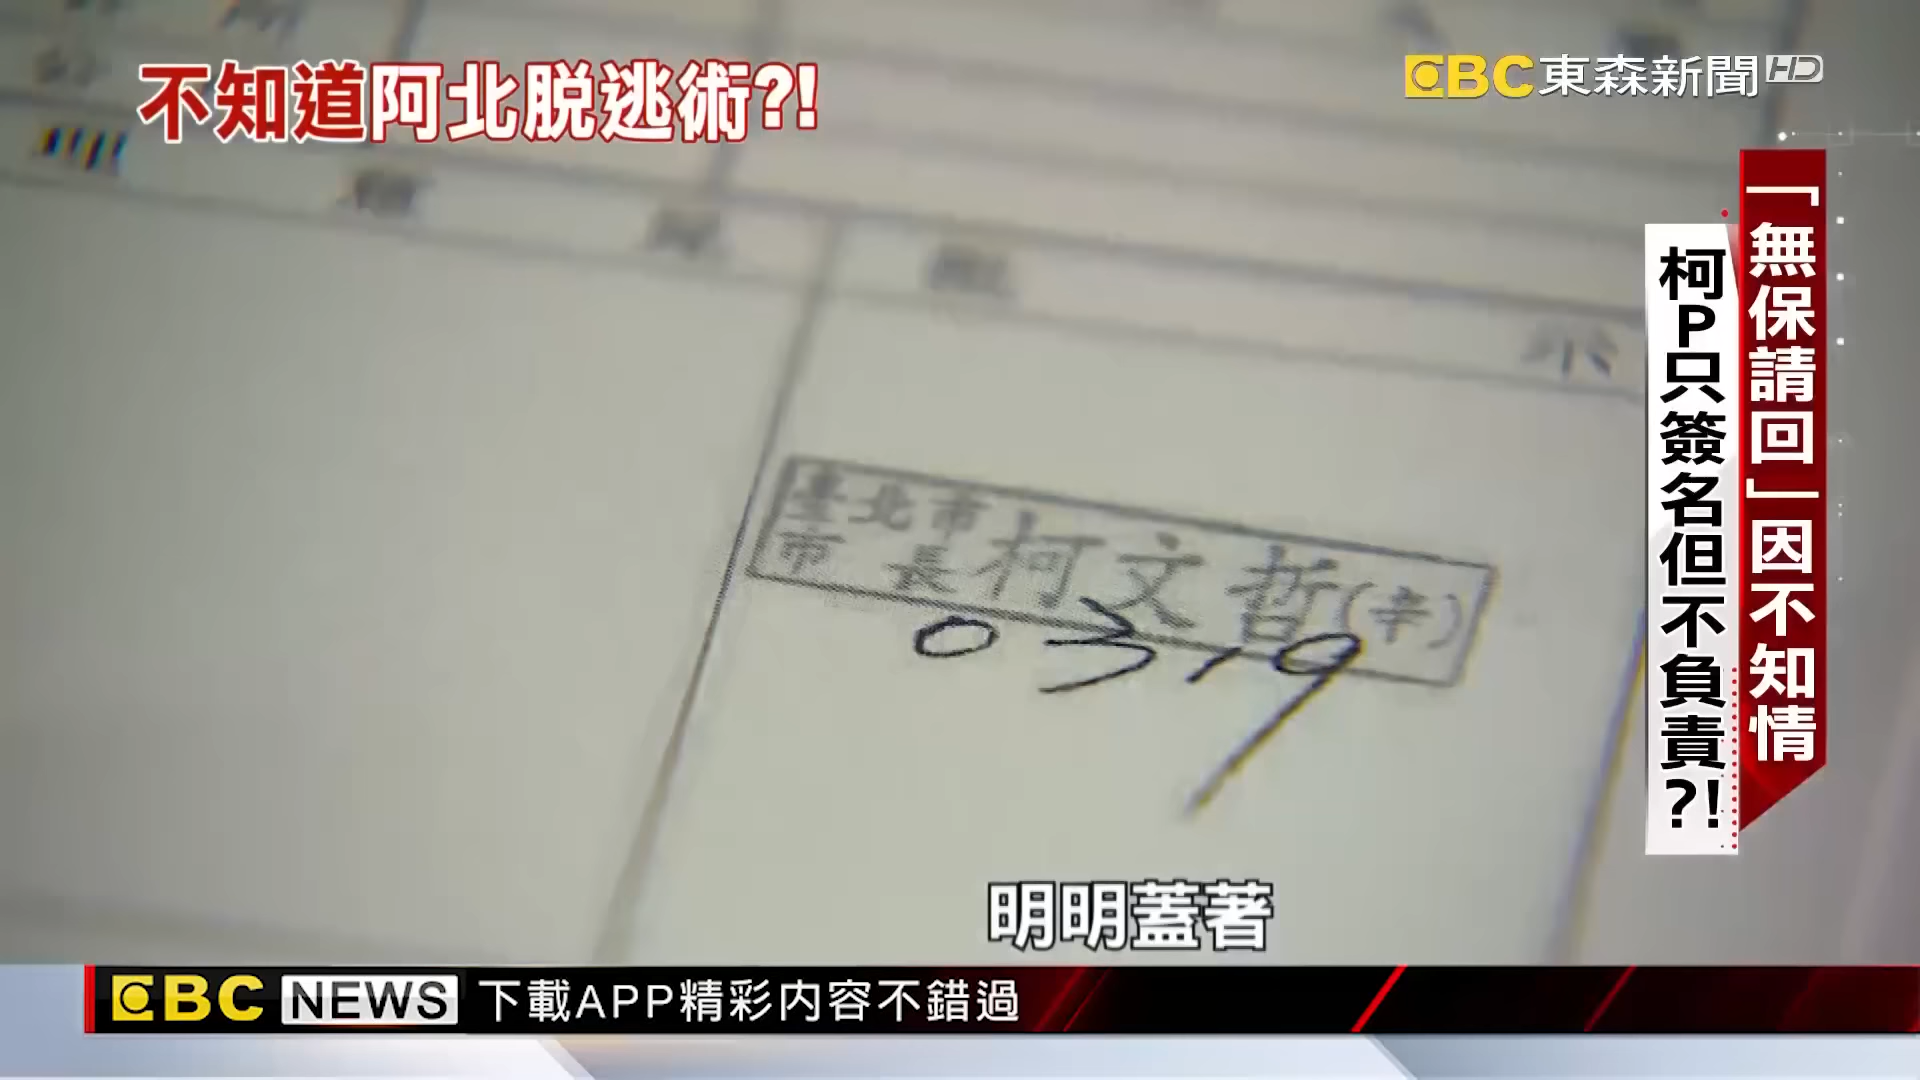 不知道阿北脱逃術?!
EBC東森新聞HD
「無保請回」因不知情
柯P只簽名但不負責?!
臺北市
市長柯文哲(辛)
0319
明明蓋著
EBC NEWS 下載APP精彩內容不錯過